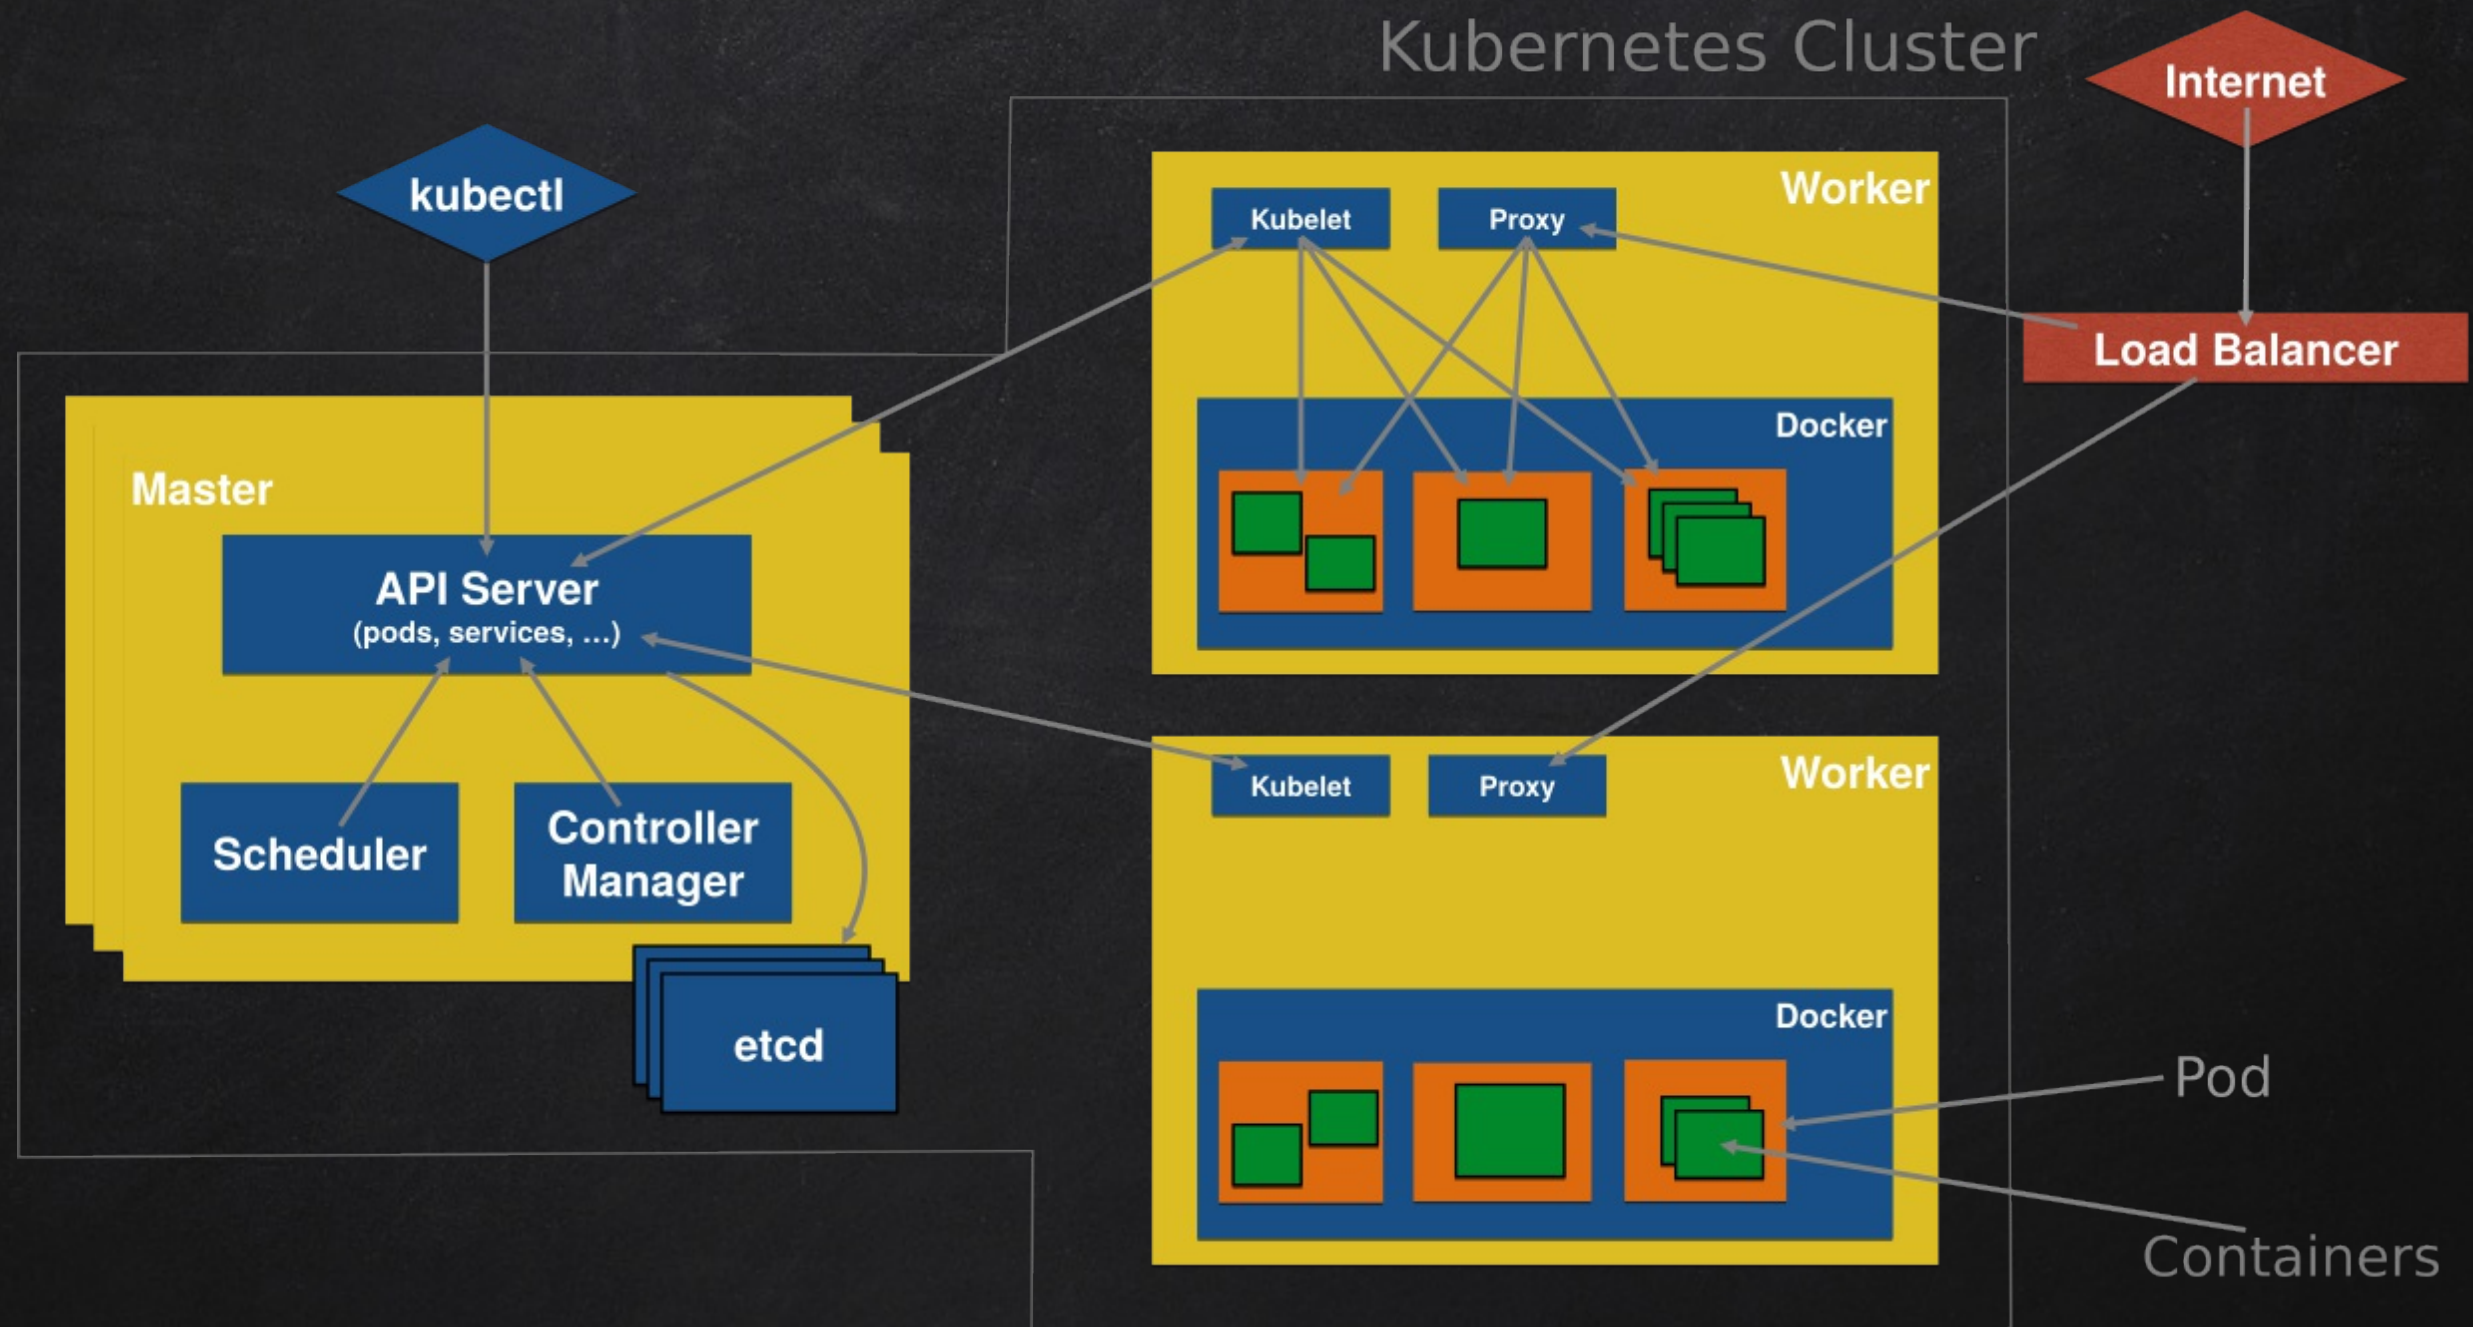 Kubernetes Cluster
Internet
kubectl
Worker
Kubelet
Proxy
Load Balancer
Docker
Master
API Server
(pods, services, ...)
Scheduler
Controller
Manager
etcd
Worker
Kubelet
Proxy
Docker
Pod
Containers